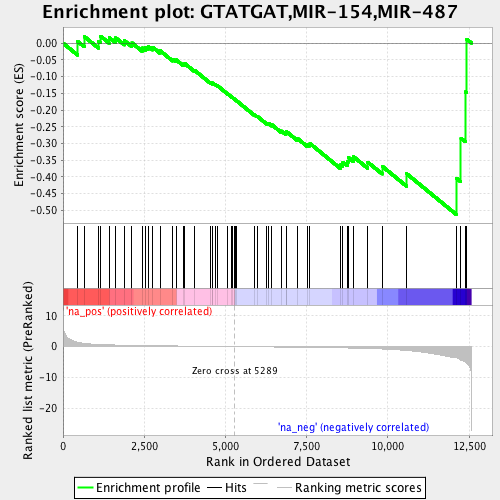 Enrichment plot: GTATGAT,MIR-154,MIR-487
Enrichment score (ES)
0.00
-0.05
-0.10
-0.15
-0.20
-0.25
-0.30
-0.35
-0.40
-0.45
-0.50
'na_pos' (positively correlated)
Ranked list metric (PreRanked)
10
0
-10
-20
Zero cross at 5289
'na_neg' (negatively correlated)
0
2,500
5,000
7,500
10,000
12,500
Rank in Ordered Dataset
Enrichment profile
Hits
Ranking metric scores